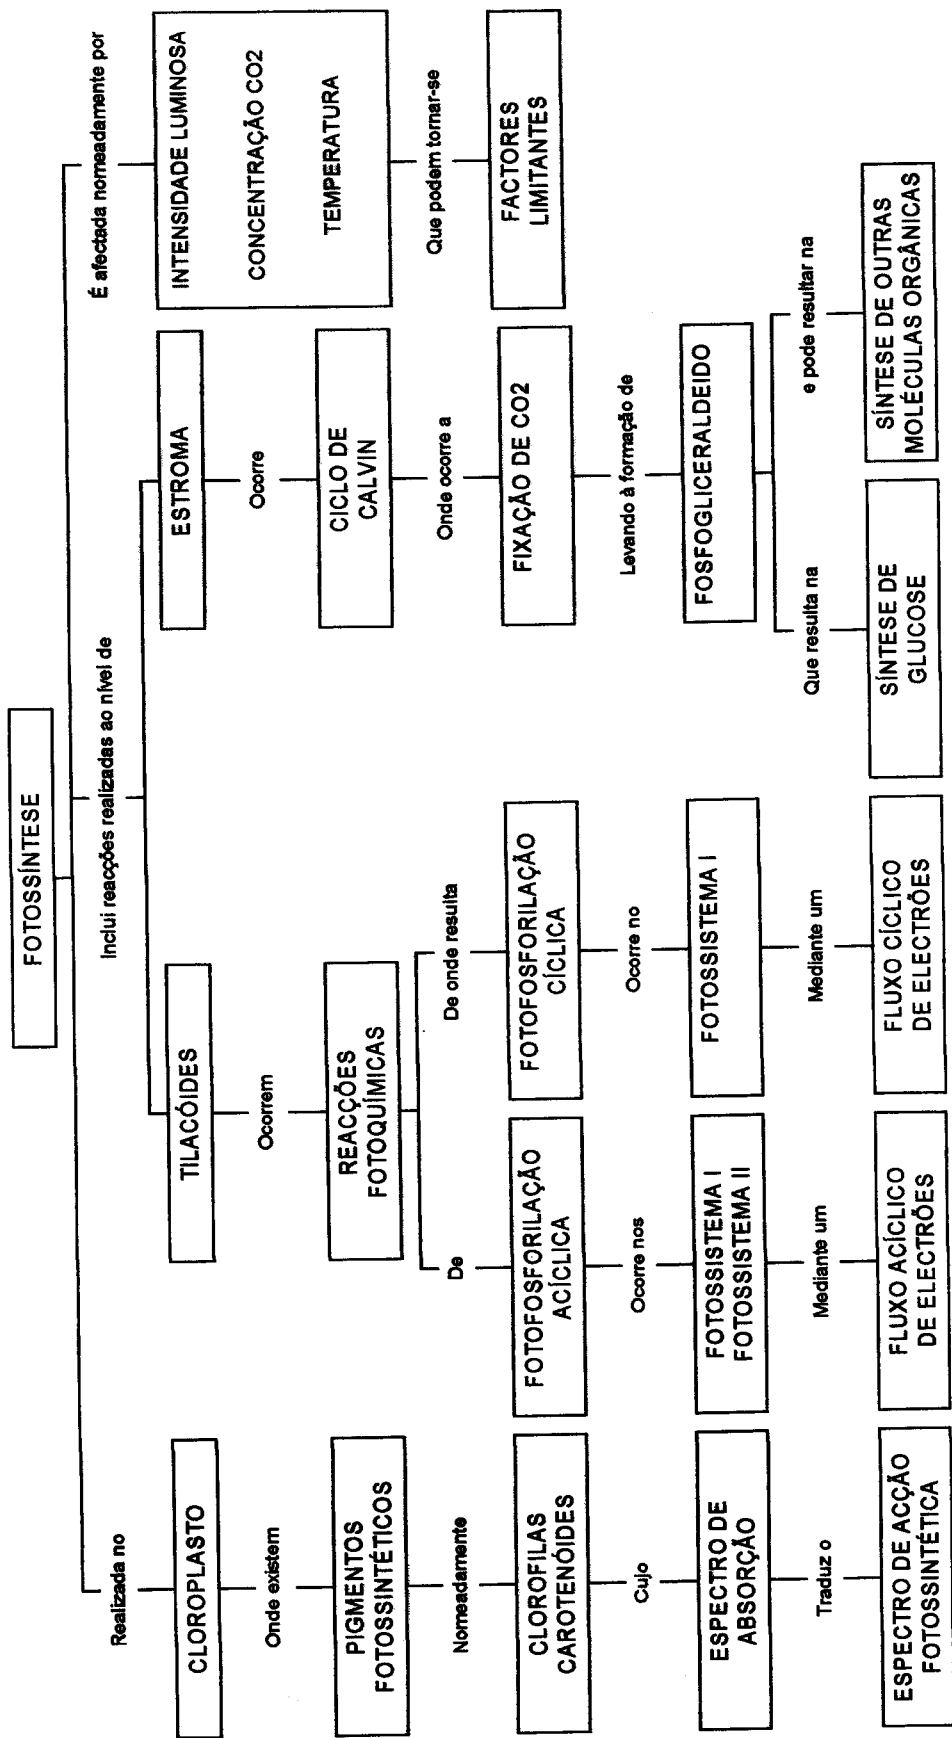 FOTOSSÍNTESE
Realizada no
Inclui reacções realizadas ao nível de
É afectada nomeadamente por
CLOROPLASTO
TILACÓIDES
ESTROMA
INTENSIDADE LUMINOSA
CONCENTRAÇÃO CO2
TEMPERATURA
Onde existem
Ocorrem
Ocorre
Que podem tornar-se
PIGMENTOS
FOTOSSINTÉTICOS
REACÇÕES
FOTOQUÍMICAS
CICLO DE
CALVIN
FACTORES
LIMITANTES
Nomeadamente
De
De onde resulta
Onde ocorre a
CLOROFILAS
CAROTENÓIDES
FOTOFOSFORILAÇÃO
ACÍCLICA
FOTOFOSFORILAÇÃO
CÍCLICA
FIXAÇÃO DE CO2
Cujo
Ocorre nos
Ocorre no
Levando à formação de
ESPECTRO DE
ABSORÇÃO
FOTOSSISTEMA I
FOTOSSISTEMA II
FOTOSSISTEMA I
FOSFOGLICERALDEIDO
Traduz o
Mediante um
Mediante um
Que resulta na
e pode resultar na
ESPECTRO DE ACÇÃO
FOTOSSINTÉTICA
FLUXO ACÍCLICO
DE ELECTRÕES
FLUXO CÍCLICO
DE ELECTRÕES
SÍNTESE DE
GLUCOSE
SÍNTESE DE OUTRAS
MOLÉCULAS ORGÂNICAS